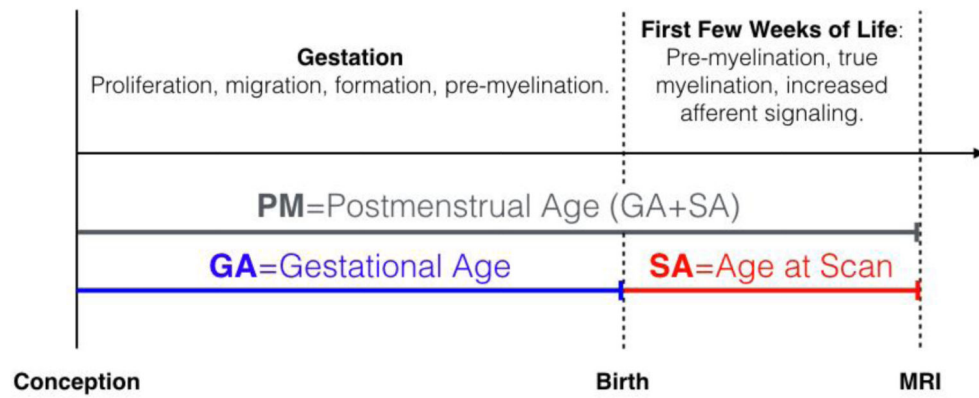 Gestation
Proliferation, migration, formation, pre-myelination.
First Few Weeks of Life:
Pre-myelination, true
myelination, increased
afferent signaling.
PM=Postmenstrual Age (GA+SA)
GA=Gestational Age
SA=Age at Scan
Conception
Birth
MRI